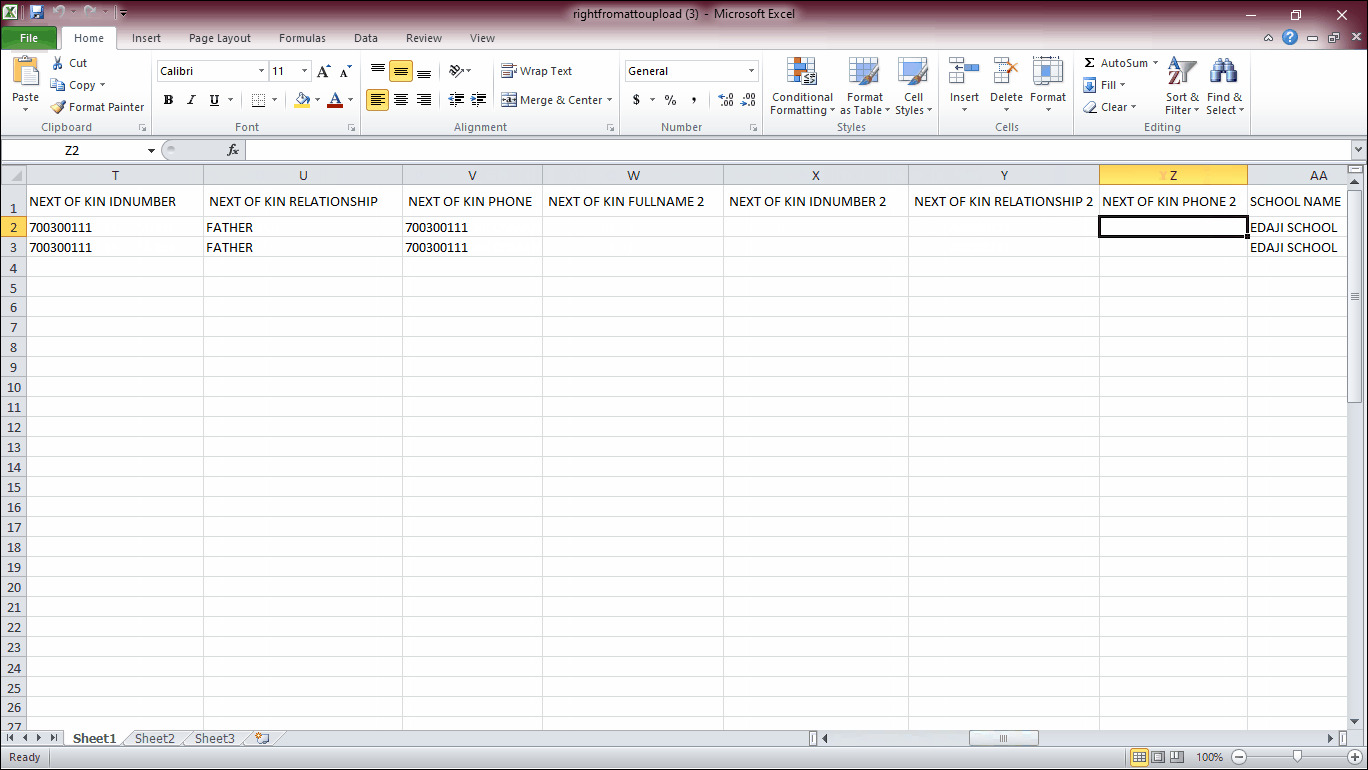 rightfromattoupload (3) - Microsoft Excel
File Home Insert Page Layout Formulas Data Review View
Paste
Cut
Copy
Format Painter
Clipboard
Calibri 11
B I U
Font
Wrap Text
Merge & Center
Alignment
General
$ % ,
Number
Conditional Formatting
Format as Table
Cell Styles
Styles
Insert Delete Format
Cells
Σ AutoSum
Fill
Clear
Sort & Filter
Find & Select
Editing
Z2 fx
T U V W X Y Z AA
1 NEXT OF KIN IDNUMBER NEXT OF KIN RELATIONSHIP NEXT OF KIN PHONE NEXT OF KIN FULLNAME 2 NEXT OF KIN IDNUMBER 2 NEXT OF KIN RELATIONSHIP 2 NEXT OF KIN PHONE 2 SCHOOL NAME
2 700300111 FATHER 700300111 EDAJI SCHOOL
3 700300111 FATHER 700300111 EDAJI SCHOOL
4
5
6
7
8
9
10
11
12
13
14
15
16
17
18
19
20
21
22
23
24
25
26
27
Sheet1 Sheet2 Sheet3
Ready 100%